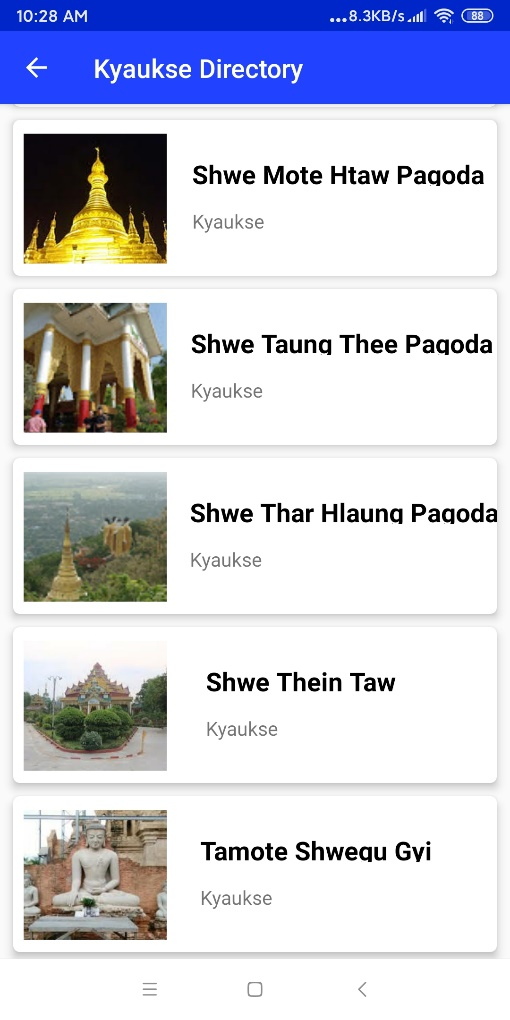 10:28 AM
...8.3KB/s
88
Kyaukse Directory
Shwe Mote Htaw Pagoda
Kyaukse
Shwe Taung Thee Pagoda
Kyaukse
Shwe Thar Hlaung Pagoda
Kyaukse
Shwe Thein Taw
Kyaukse
Tamote Shwegu Gyi
Kyaukse